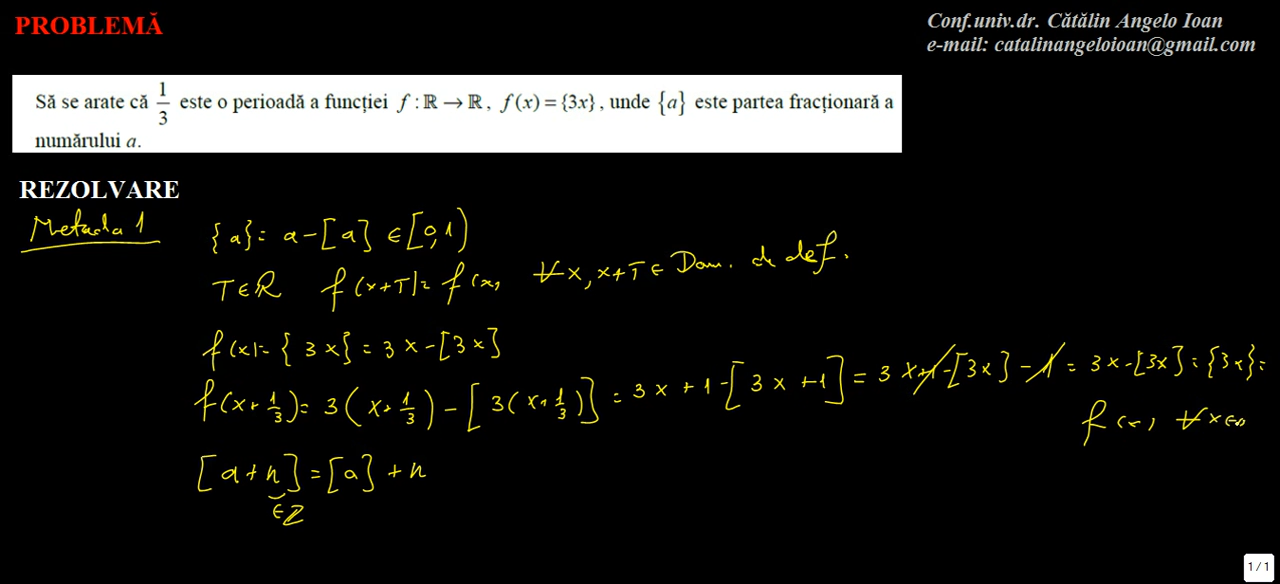 PROBLEMĂ
Conf.univ.dr. Cătălin Angelo Ioan
e-mail: catalinangeloioan@gmail.com
Să se arate că 1/3 este o perioadă a funcției f : ℝ → ℝ, f(x) = {3x}, unde {a} este partea fracționară a
numărului a.
REZOLVARE
Metoda 1
{a} = a - [a] ∈ [0,1)
T∈R f(x+T) = f(x) ∀x, x+T ∈ Dom. de def.
f(x) = {3x} = 3x - [3x]
f(x+1/3) = 3(x+1/3) - [3(x+1/3)] = 3x+1 - [3x+1] = 3x+1 - [3x] - 1 = 3x - [3x] = {3x} =
f(x), ∀x∈R
[a+n] = [a] + n
∈Z
1 / 1